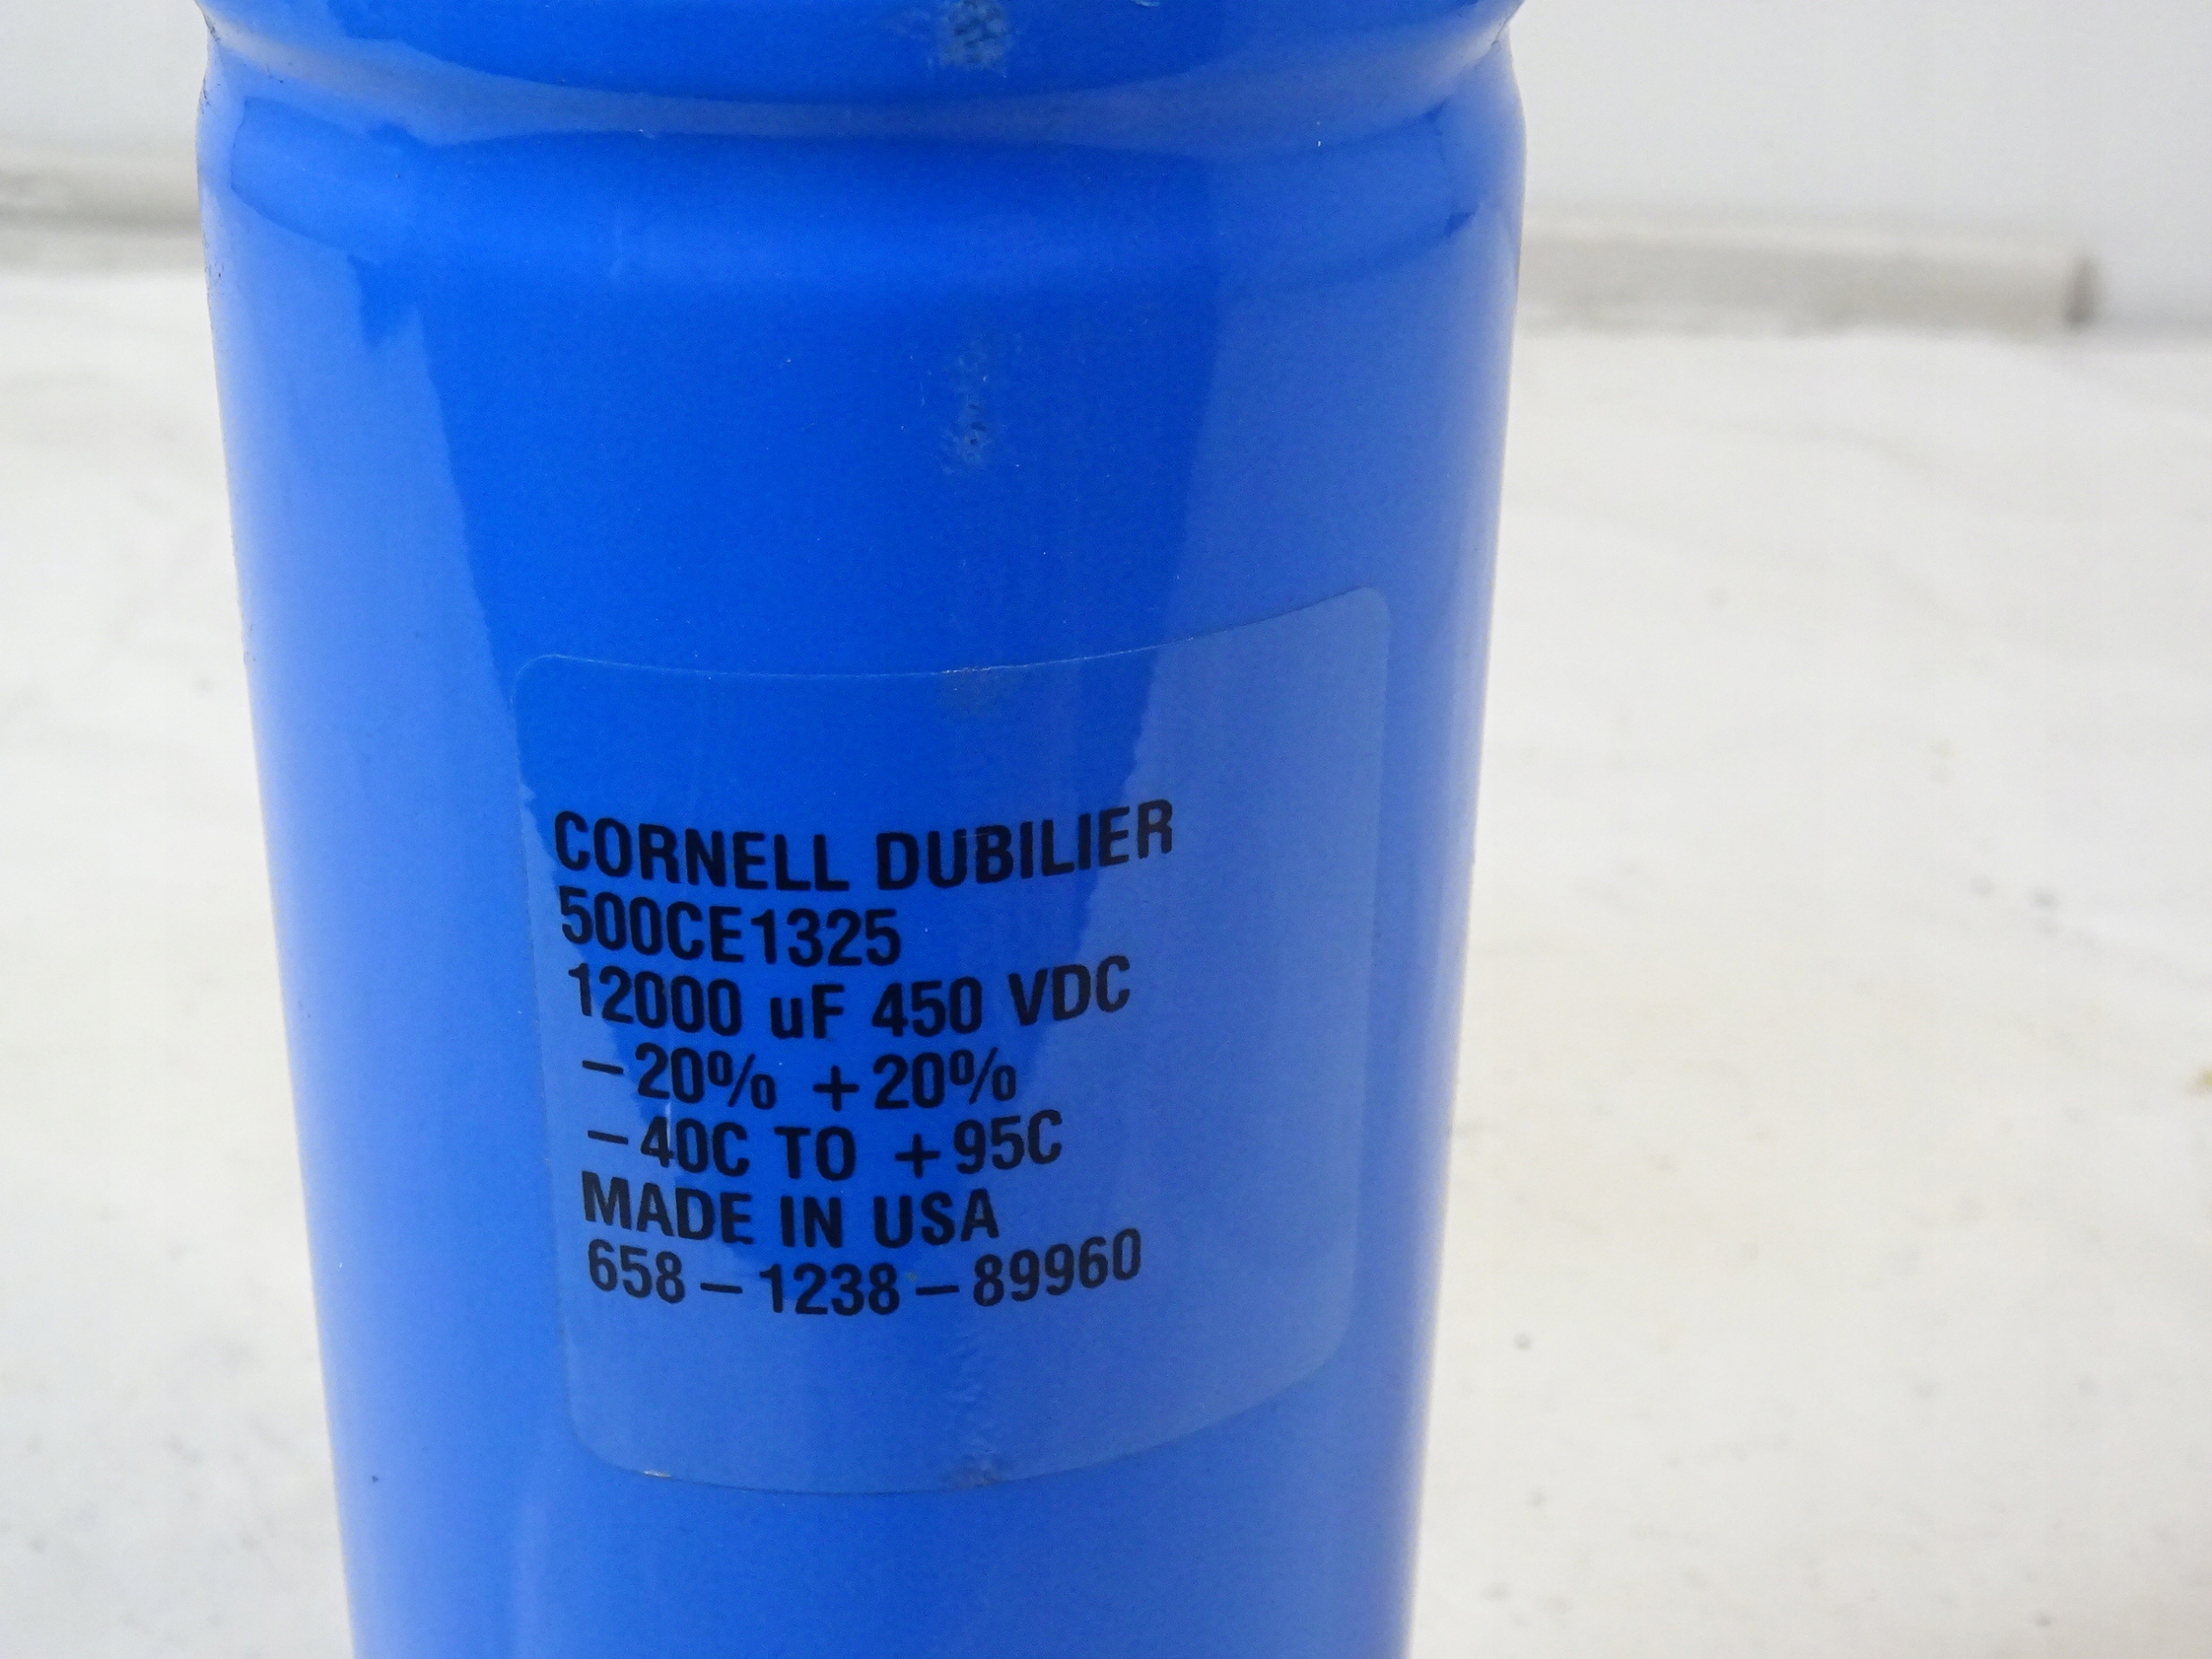 CORNELL DUBILIER
500CE1325
12000 uF 450 VDC
-20% +20%
-40C TO +95C
MADE IN USA
658-1238-89960